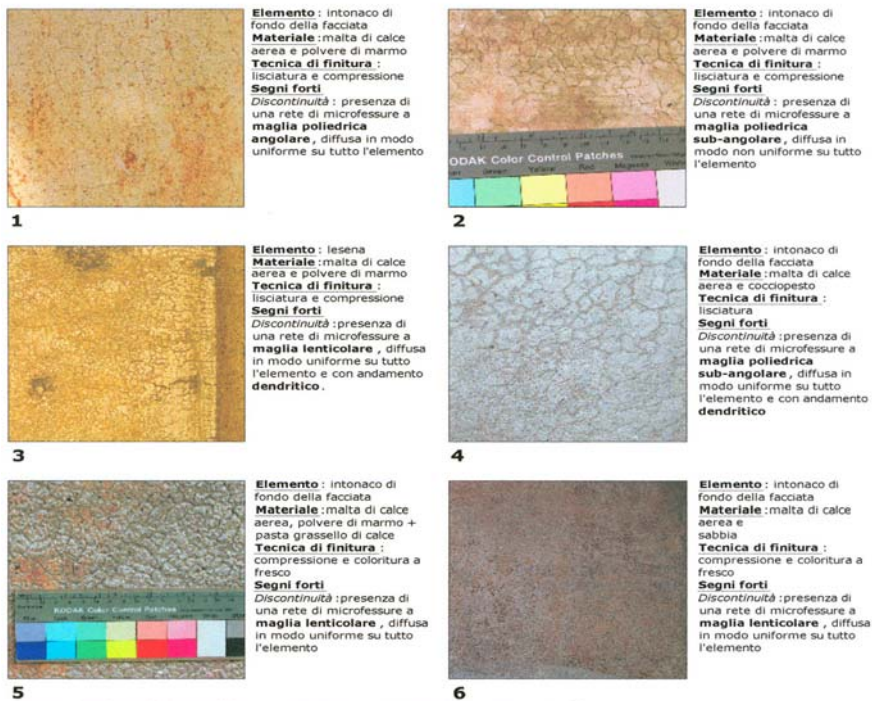 Elemento : intonaco di
fondo della facciata
Materiale :malta di calce
aerea e polvere di marmo
Tecnica di finitura :
lisciatura e compressione
Segni forti
Discontinuità : presenza di
una rete di microfessure a
maglia poliedrica
angolare , diffusa in modo
uniforme su tutto l'elemento
1
Elemento : intonaco di
fondo della facciata
Materiale :malta di calce
aerea e polvere di marmo
Tecnica di finitura :
lisciatura e compressione
Segni forti
Discontinuità : presenza di
una rete di microfessure a
maglia poliedrica
sub-angolare , diffusa in
modo non uniforme su tutto
l'elemento
KODAK Color Control Patches
Green Yellow Red Magenta White
2
Elemento : lesena
Materiale :malta di calce
aerea e polvere di marmo
Tecnica di finitura :
lisciatura e compressione
Segni forti
Discontinuità :presenza di
una rete di microfessure a
maglia lenticolare , diffusa
in modo uniforme su tutto
l'elemento e con andamento
dendritico .
3
Elemento : intonaco di
fondo della facciata
Materiale :malta di calce
aerea e cocciopesto
Tecnica di finitura :
lisciatura
Segni forti
Discontinuità :presenza di
una rete di microfessure a
maglia poliedrica
sub-angolare , diffusa in
modo uniforme su tutto
l'elemento e con andamento
dendritico
4
Elemento : intonaco di
fondo della facciata
Materiale :malta di calce
aerea, polvere di marmo +
pasta grassello di calce
Tecnica di finitura :
compressione e coloritura a
fresco
Segni forti
Discontinuità :presenza di
una rete di microfessure a
maglia lenticolare , diffusa
in modo uniforme su tutto
l'elemento
KODAK Color Control Patches
5
Elemento : intonaco di
fondo della facciata
Materiale :malta di calce
aerea e
sabbia
Tecnica di finitura :
compressione e coloritura a
fresco
Segni forti
Discontinuità :presenza di
una rete di microfessure a
maglia lenticolare , diffusa
in modo uniforme su tutto
l'elemento
6